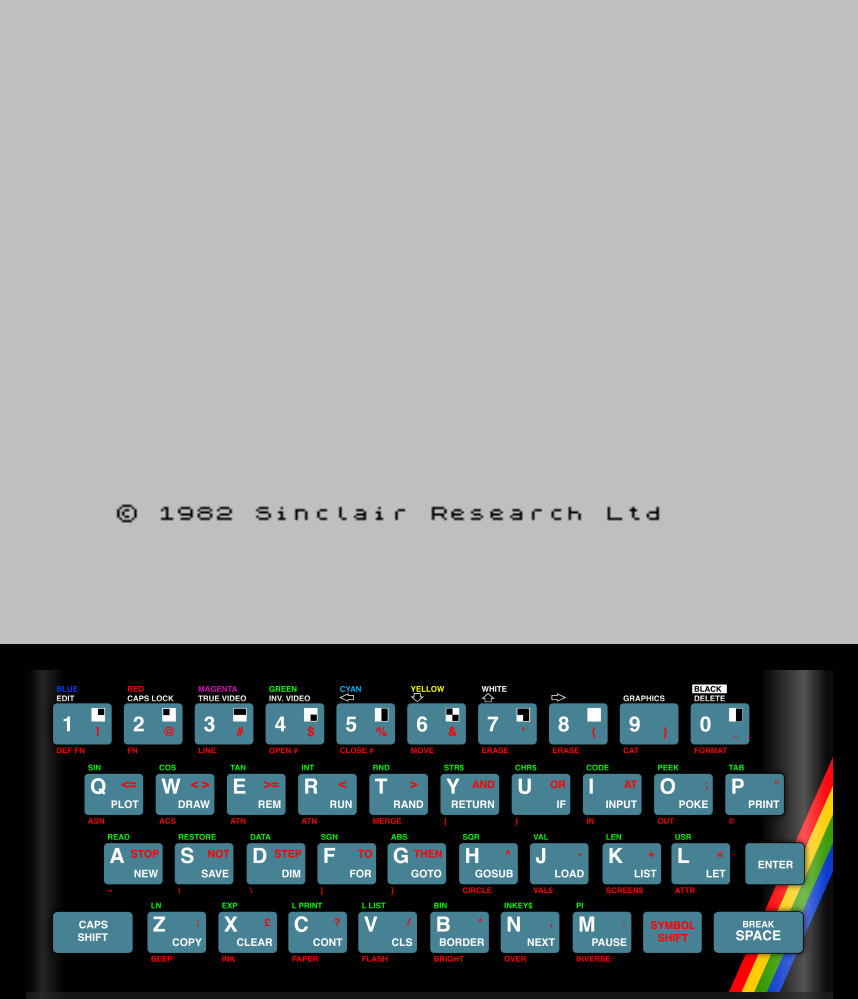 © 1982 Sinclair Research Ltd
BLUE RED MAGENTA GREEN CYAN YELLOW WHITE BLACK
EDIT CAPS LOCK TRUE VIDEO INV. VIDEO GRAPHICS DELETE
1 ! 2 @ 3 # 4 $ 5 % 6 & 7 ' 8 ( 9 ) 0 _
DEF FN FN LINE OPEN # CLOSE # MOVE ERASE ERASE CAT FORMAT
SIN COS TAN INT RND STR$ CHR$ CODE PEEK TAB
Q <= W <> E >= R < T > Y AND U OR I AT O ; P "
PLOT DRAW REM RUN RAND RETURN IF INPUT POKE PRINT
ASN ACS ATN ATN MERGE [ ] IN OUT ©
READ RESTORE DATA SGN ABS SQR VAL LEN USR
A STOP S NOT D STEP F TO G THEN H ^ J - K + L = ENTER
NEW SAVE DIM FOR GOTO GOSUB LOAD LIST LET
~ | \ { } CIRCLE VAL$ SCREEN$ ATTR
LN EXP L PRINT L LIST BIN INKEY$ PI
CAPS SHIFT Z : X £ C ? V / B * N , M . SYMBOL SHIFT BREAK SPACE
COPY CLEAR CONT CLS BORDER NEXT PAUSE
BEEP INK PAPER FLASH BRIGHT OVER INVERSE